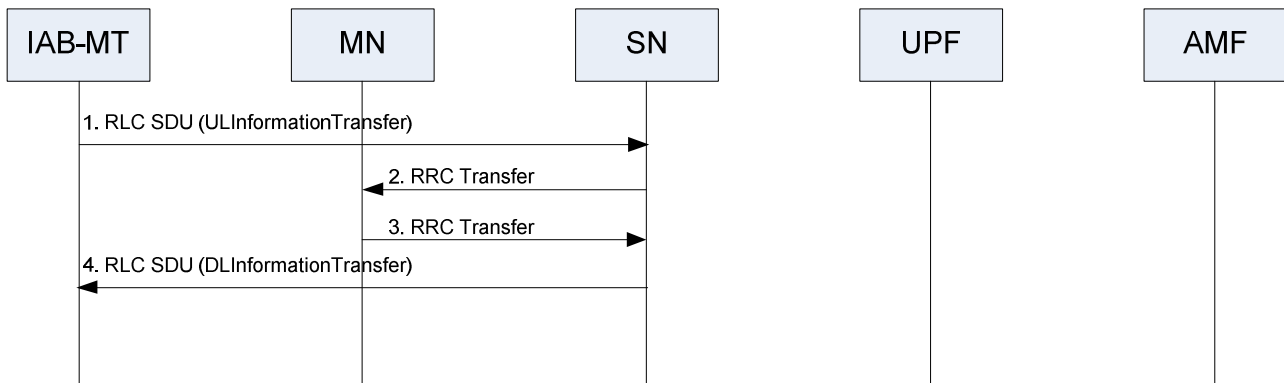 IAB-MT
MN
SN
UPF
AMF
1. RLC SDU (ULInformationTransfer)
2. RRC Transfer
3. RRC Transfer
4. RLC SDU (DLInformationTransfer)